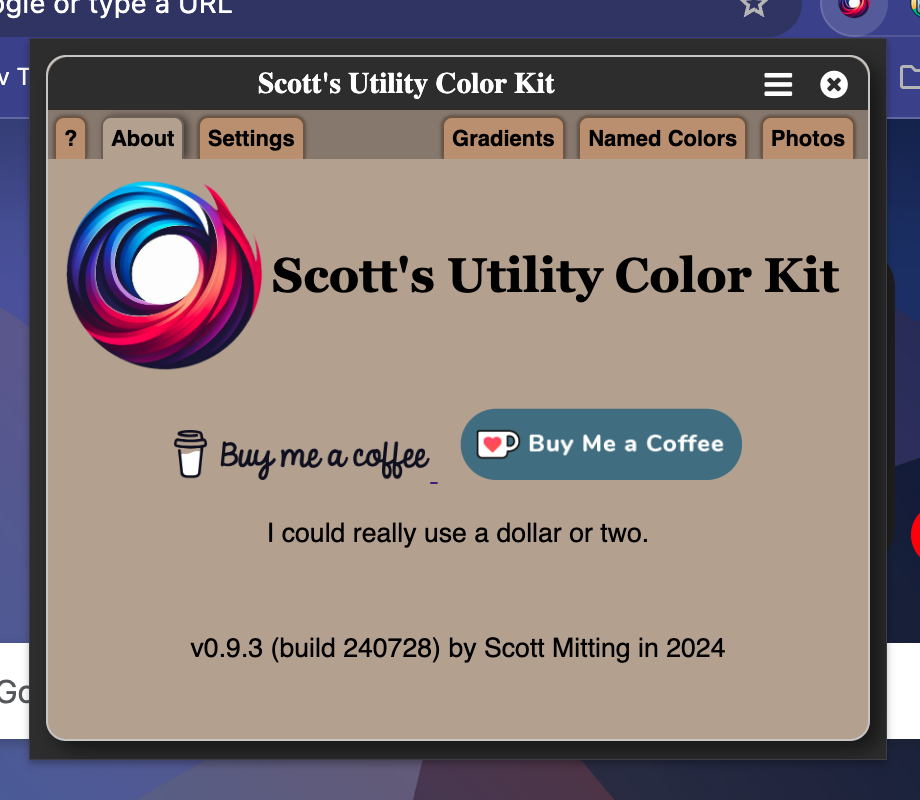 ogle or type a URL
v T
Scott's Utility Color Kit
? About Settings Gradients Named Colors Photos
Scott's Utility Color Kit
Buy me a coffee Buy Me a Coffee
I could really use a dollar or two.
v0.9.3 (build 240728) by Scott Mitting in 2024
Go